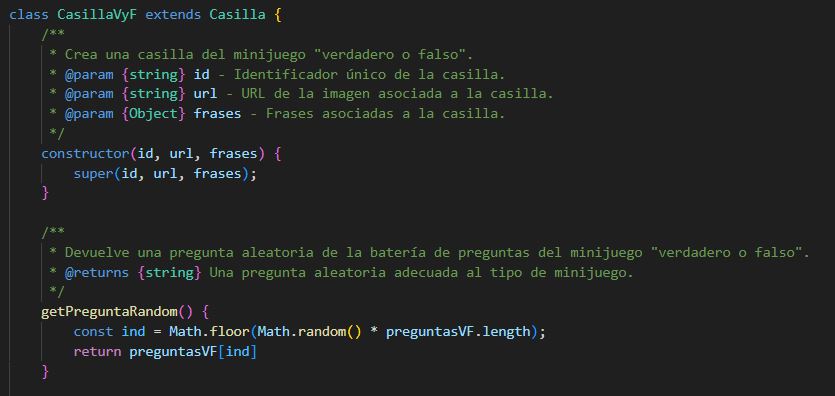 class CasillaVyF extends Casilla {
    /**
     * Crea una casilla del minijuego "verdadero o falso".
     * @param {string} id - Identificador único de la casilla.
     * @param {string} url - URL de la imagen asociada a la casilla.
     * @param {Object} frases - Frases asociadas a la casilla.
     */
    constructor(id, url, frases) {
        super(id, url, frases);
    }

    /**
     * Devuelve una pregunta aleatoria de la batería de preguntas del minijuego "verdadero o falso".
     * @returns {string} Una pregunta aleatoria adecuada al tipo de minijuego.
     */
    getPreguntaRandom() {
        const ind = Math.floor(Math.random() * preguntasVF.length);
        return preguntasVF[ind]
    }